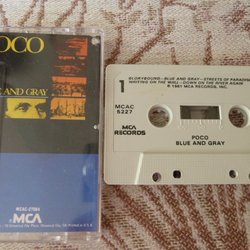 POCO
BLUE AND GRAY
MCAC-27094
MCA
1
GLORYBOUND - BLUE AND GRAY - STREETS OF PARADISE
WRITING ON THE WALL - DOWN ON THE RIVER AGAIN
℗ 1981 MCA RECORDS, INC.
MCAC
5227
MCA RECORDS
POCO
BLUE AND GRAY